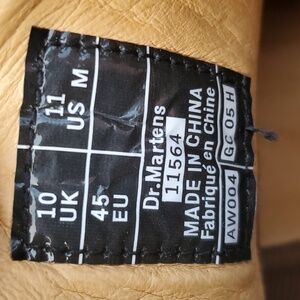 10
UK
11
US
M
45
EU
Dr.Martens
11564
MADE IN CHINA
Fabriqué en Chine
AW004
GC 05 H